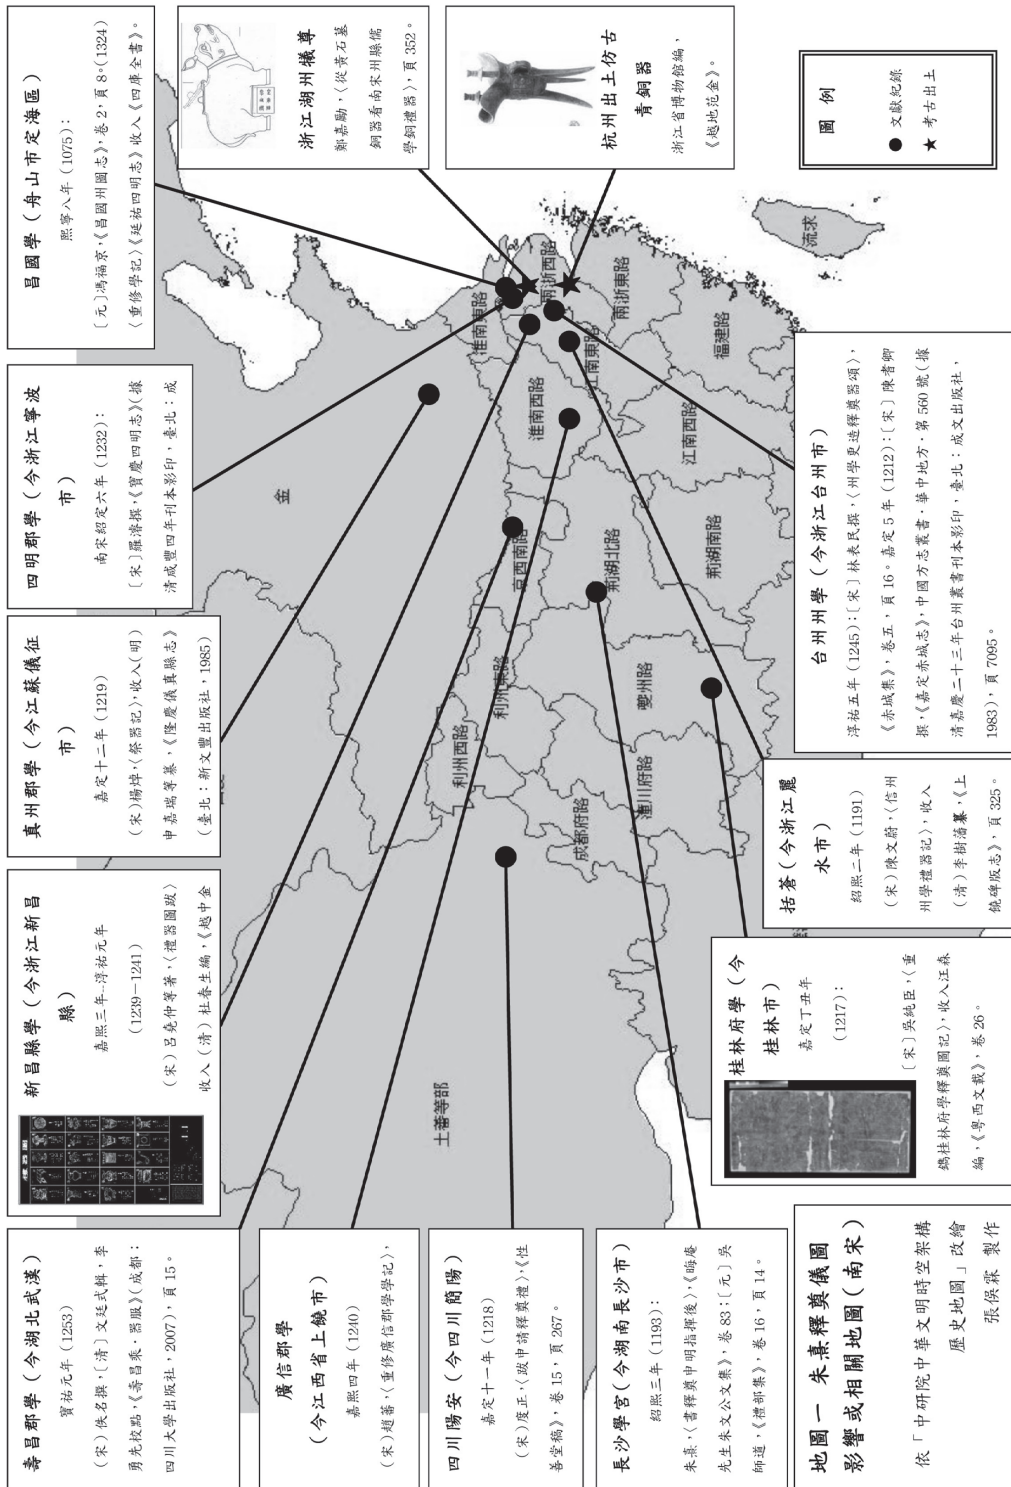 昌國學（舟山市定海區）
熙寧八年（1075）：
〔元〕馮福京，《昌國州圖志》，卷2，頁8。(1324)
〈重修學記〉《延祐四明志》收入《四庫全書》。
四明郡學（今浙江寧波
市）
南宋紹定六年（1232）
〔宋〕羅濬撰，《寶慶四明志》（據
清咸豐四年刊本影印，臺北：成
真州郡學（今江蘇儀征
市）
嘉定十二年（1219）
（宋）楊焯，〈祭器記〉，收入（明）
申嘉瑞等纂，《隆慶儀真縣志》
（臺北：新文豐出版社，1985）
新昌縣學（今浙江新昌
縣）
嘉熙三年~淳祐元年
（1239－1241）
（宋）呂堯仲等著，〈禮器圖跋〉
收入（清）杜春生編，《越中金
壽昌郡學（今湖北武漢）
寶祐元年（1253）
（宋）佚名撰，〔清〕文廷式輯，李
勇先校點，《壽昌乘·器服》（成都：
四川大學出版社，2007），頁15。
廣信郡學
（今江西省上饒市）
嘉熙四年（1240）
（宋）趙蕃，〈重修廣信郡學學記〉，
四川陽安（今四川簡陽）
嘉定十一年（1218）
（宋）度正，〈跋申請釋奠禮〉，《性
善堂稿》，卷15，頁267。
長沙學宮（今湖南長沙市）
紹熙三年（1193）：
朱熹，〈書釋奠申明指揮後〉，《晦庵
先生朱文公文集》，卷83；〔元〕吳
師道，《禮部集》，卷16，頁14。
地圖一 朱熹釋奠儀圖
影響或相關地圖（南宋）
依「中研院中華文明時空架構
歷史地圖」改繪
張俁霖 製作
桂林府學（今
桂林市）
嘉定丁丑年
（1217）：
〔宋〕吳純臣，〈重
鐫桂林府學釋奠圖記〉，收入汪森
編，《粵西文載》，卷26。
括蒼（今浙江麗
水市）
紹熙二年（1191）
（宋）陳文蔚，〈信州
州學禮器記〉，收入
（清）李樹藩纂，《上
饒碑版志》，頁325。
台州州學（今浙江台州市）
淳祐五年（1245）：〔宋〕林表民撰，〈州學更造釋奠器頌〉，
《赤城集》，卷五，頁16。嘉定5年（1212）：〔宋〕陳耆卿
撰，《嘉定赤城志》，中國方志叢書·華中地方·第560號（據
清嘉慶二十三年台州叢書刊本影印，臺北：成文出版社，
1983），頁7095。
浙江湖州犧尊
鄭嘉勵，〈從黃石墓
銅器看南宋州縣儒
學銅禮器〉，頁352。
杭州出土仿古
青銅器
浙江省博物館編，
《越地范金》。
圖 例
文獻紀錄
考古出土
金
土蕃等部
流求
淮南東路
淮南西路
兩浙西路
兩浙東路
江南東路
江南西路
福建路
京西南路
荊湖北路
荊湖南路
利州東路
利州西路
夔州路
潼川府路
成都府路